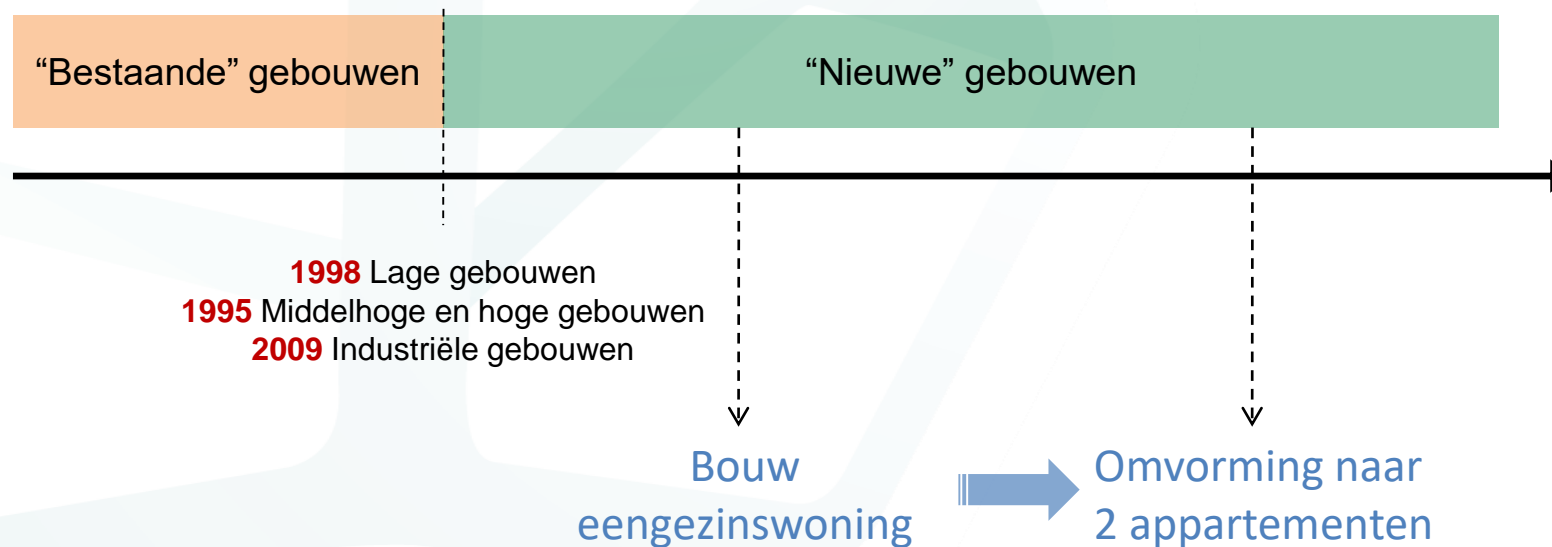 “Bestaande” gebouwen
“Nieuwe” gebouwen
1998 Lage gebouwen
1995 Middelhoge en hoge gebouwen
2009 Industriële gebouwen
Bouw
eengezinswoning
Omvorming naar
2 appartementen